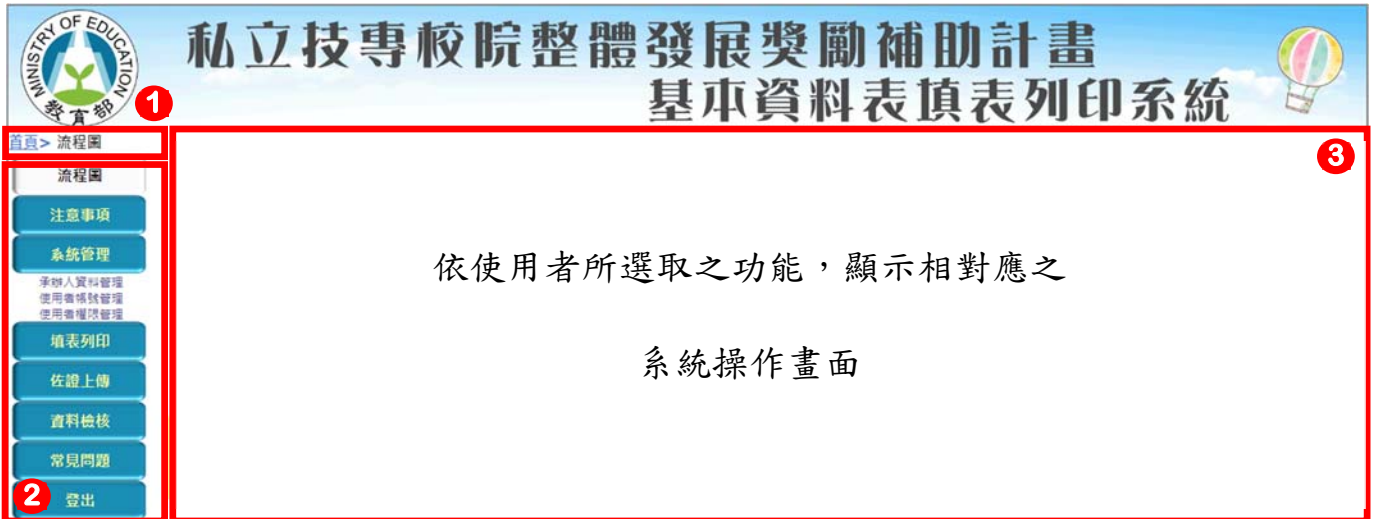 MINISTRY OF EDUCATION
教育部
私立技專校院整體發展獎勵補助計畫
基本資料表填表列印系統
1
首頁> 流程圖
3
流程圖
注意事項
系統管理
承辦人資料管理
使用者帳號管理
使用者權限管理
填表列印
佐證上傳
資料檢核
常見問題
2
登出
依使用者所選取之功能，顯示相對應之
系統操作畫面